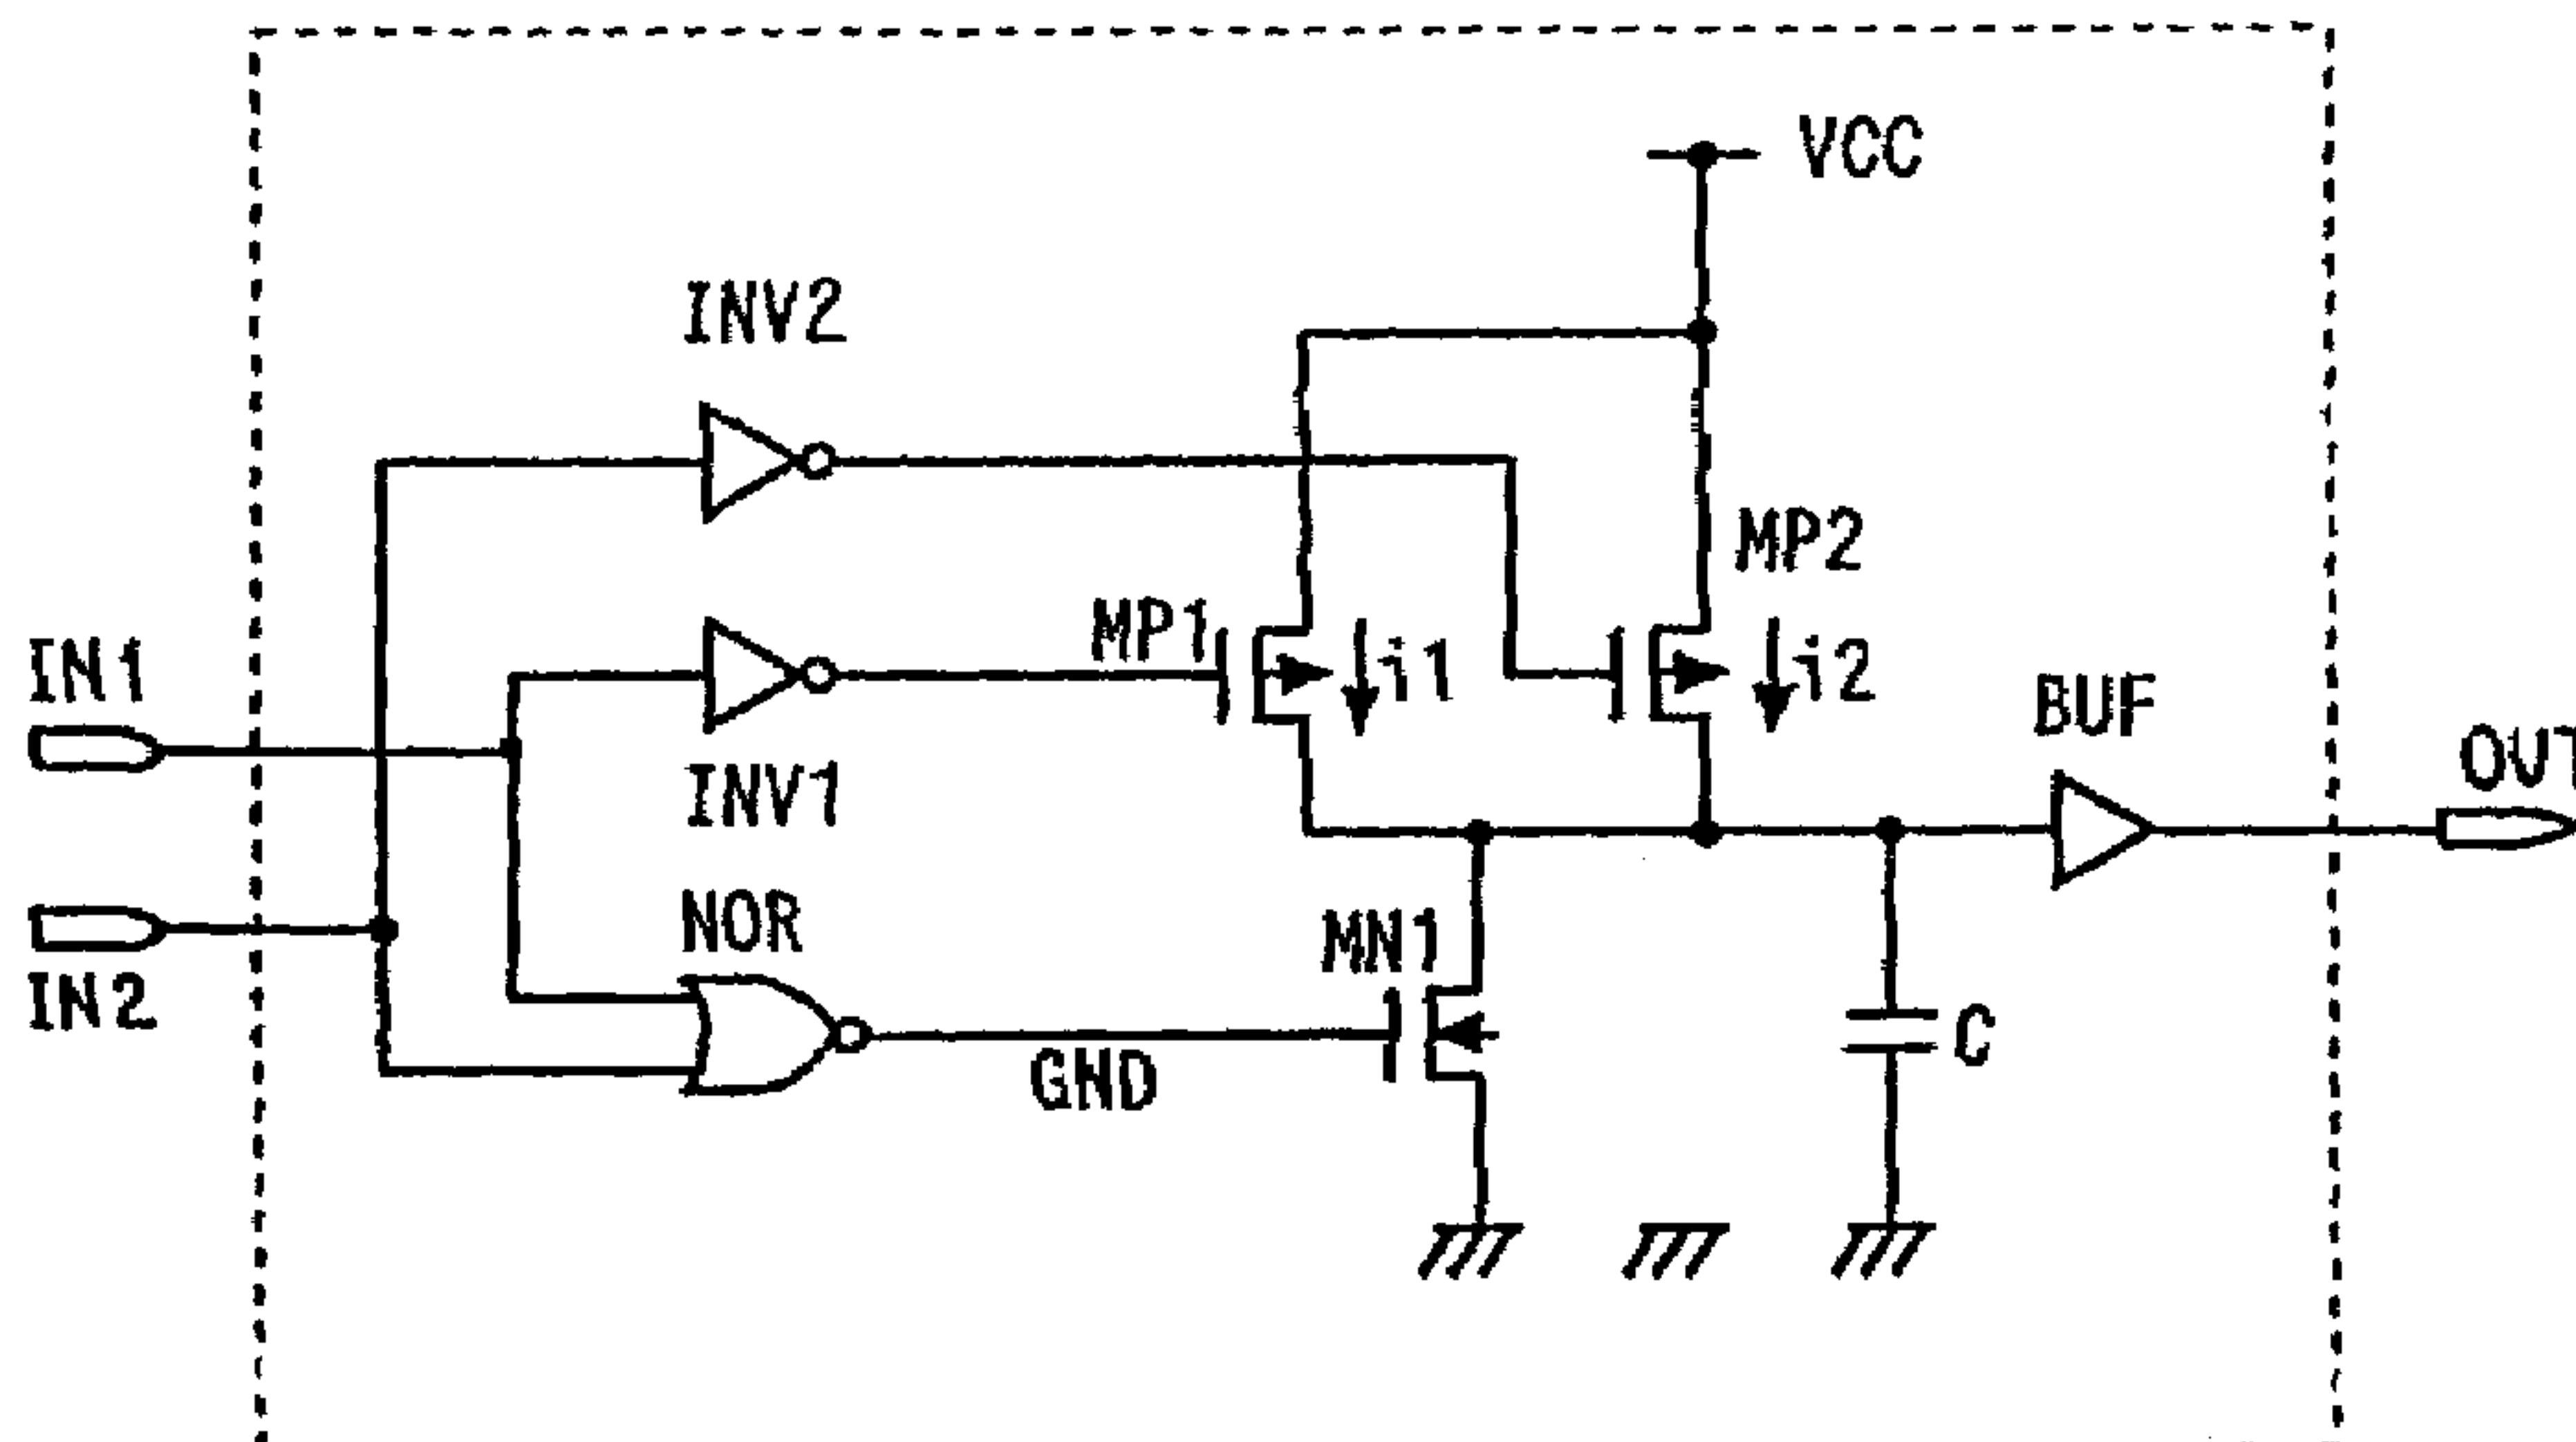 VCC
INV2
MP2
MP1
i1
i2
IN1
BUF
OUT
INV1
NOR
MN1
IN2
C
GND